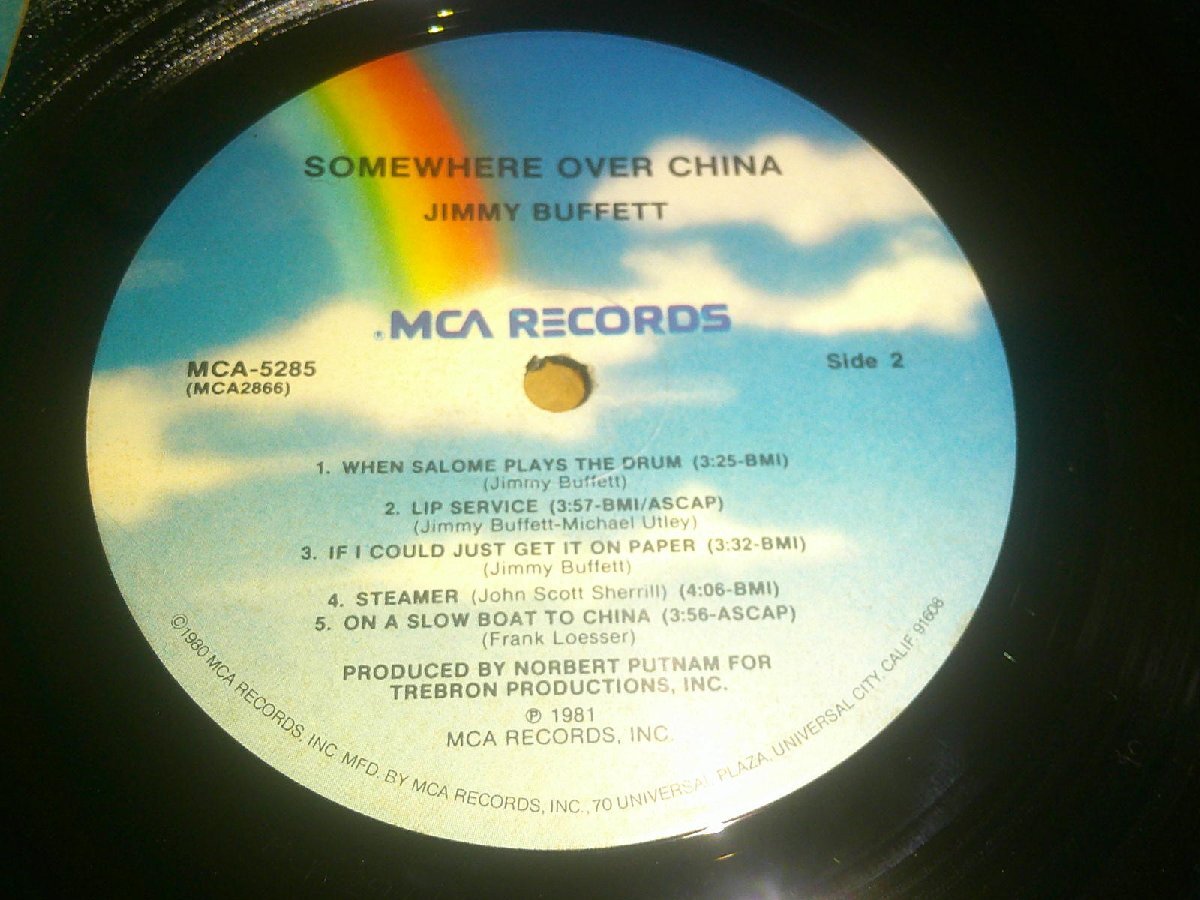 SOMEWHERE OVER CHINA
JIMMY BUFFETT
® MCA RECORDS
MCA-5285
(MCA2866)
Side 2
1. WHEN SALOME PLAYS THE DRUM (3:25-BMI)
(Jimmy Buffett)
2. LIP SERVICE (3:57-BMI/ASCAP)
(Jimmy Buffett-Michael Utley)
3. IF I COULD JUST GET IT ON PAPER (3:32-BMI)
(Jimmy Buffett)
4. STEAMER (John Scott Sherrill) (4:06-BMI)
5. ON A SLOW BOAT TO CHINA (3:56-ASCAP)
(Frank Loesser)
PRODUCED BY NORBERT PUTNAM FOR
TREBRON PRODUCTIONS, INC.
℗ 1981
MCA RECORDS, INC.
©1980 MCA RECORDS, INC. MFD. BY MCA RECORDS, INC., 70 UNIVERSAL PLAZA, UNIVERSAL CITY, CALIF. 91608